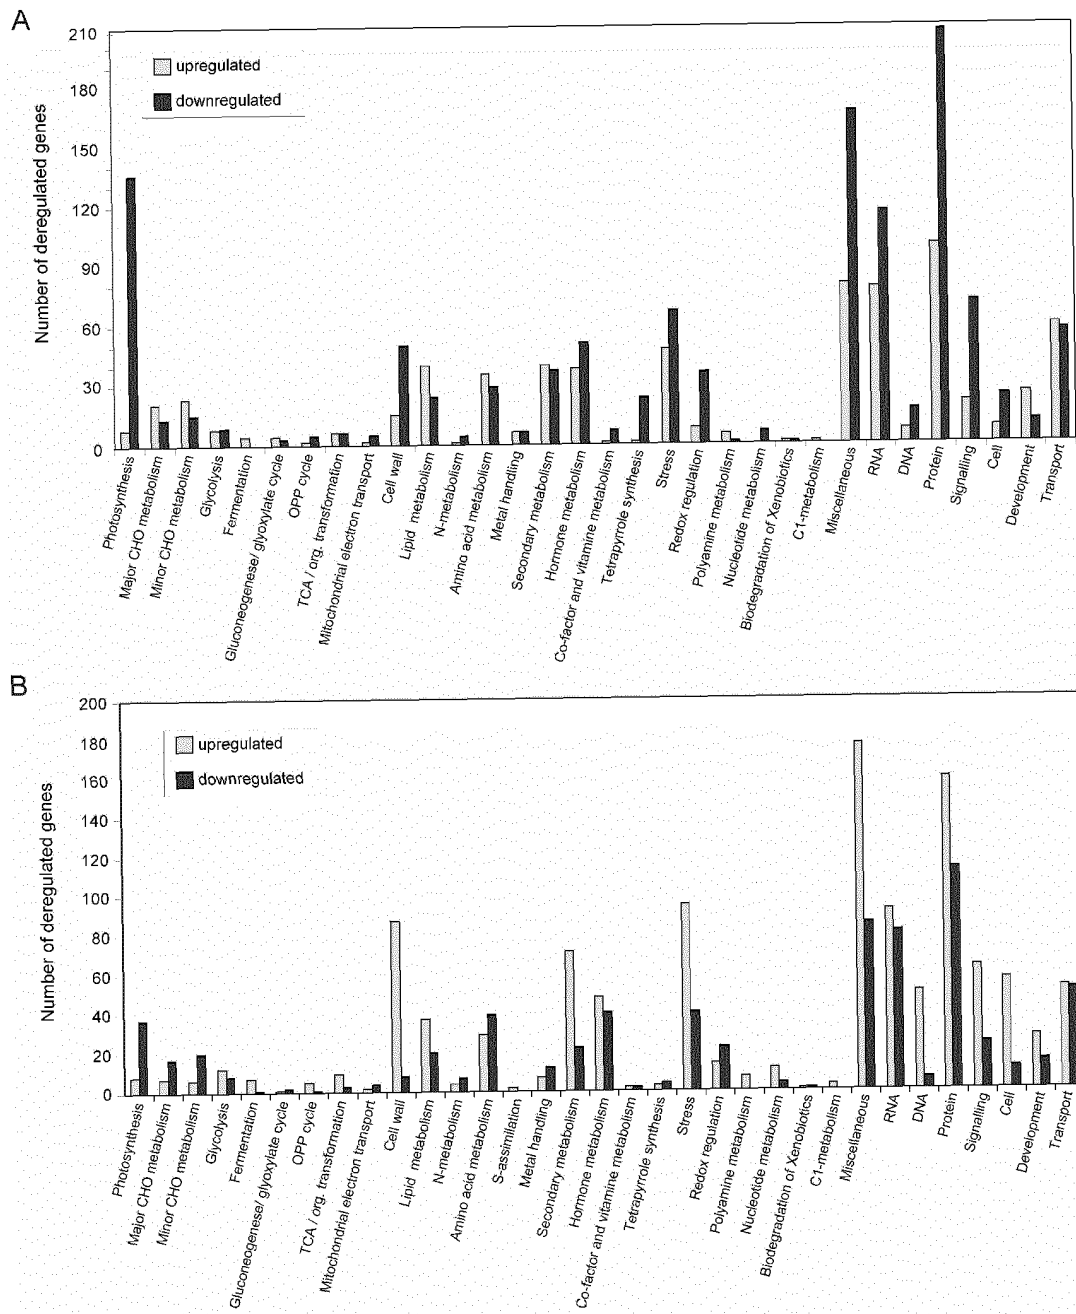 A
210
180
150
120
90
60
30
0
Number of deregulated genes
upregulated
downregulated
Photosynthesis
Major CHO metabolism
Minor CHO metabolism
Glycolysis
Fermentation
Gluconeogenese/ glyoxylate cycle
OPP cycle
TCA / org. transformation
Mitochondrial electron transport
Cell wall
Lipid metabolism
N-metabolism
Amino acid metabolism
Metal handling
Secondary metabolism
Hormone metabolism
Co-factor and vitamine metabolism
Tetrapyrrole synthesis
Stress
Redox regulation
Polyamine metabolism
Nucleotide metabolism
Biodegradation of Xenobiotics
C1-metabolism
Miscellaneous
RNA
DNA
Protein
Signalling
Cell
Development
Transport
B
200
180
160
140
120
100
80
60
40
20
0
Number of deregulated genes
upregulated
downregulated
Photosynthesis
Major CHO metabolism
Minor CHO metabolism
Glycolysis
Fermentation
Gluconeogenese/ glyoxylate cycle
OPP cycle
TCA / org. transformation
Mitochondrial electron transport
Cell wall
Lipid metabolism
N-metabolism
Amino acid metabolism
S-assimilation
Metal handling
Secondary metabolism
Hormone metabolism
Co-factor and vitamine metabolism
Tetrapyrrole synthesis
Stress
Redox regulation
Polyamine metabolism
Nucleotide metabolism
Biodegradation of Xenobiotics
C1-metabolism
Miscellaneous
RNA
DNA
Protein
Signalling
Cell
Development
Transport